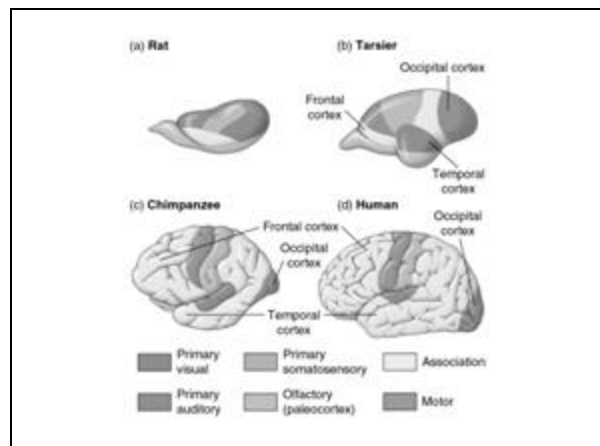 (a) Rat
(b) Tarsier
Occipital cortex
Frontal
cortex
Temporal
cortex
(c) Chimpanzee
(d) Human
Frontal cortex
Occipital
cortex
Occipital
cortex
Temporal
cortex
Primary
visual
Primary
somatosensory
Association
Primary
auditory
Olfactory
(paleocortex)
Motor